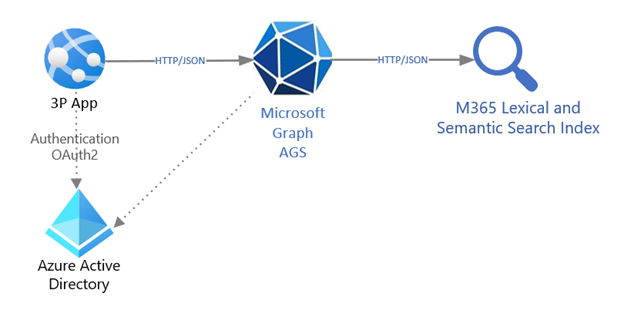 HTTP/JSON
HTTP/JSON
3P App
Microsoft
Graph
AGS
M365 Lexical and
Semantic Search Index
Authentication
OAuth2
Azure Active
Directory